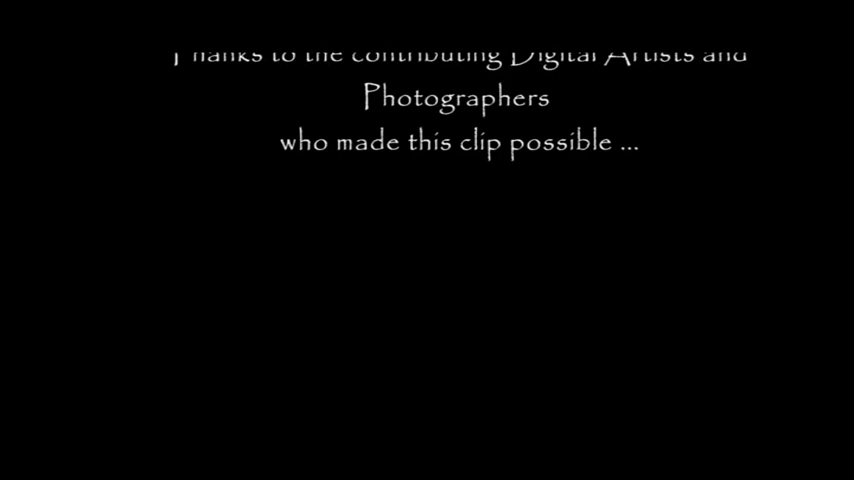 Thanks to the contributing Digital Artists and
Photographers
who made this clip possible ...